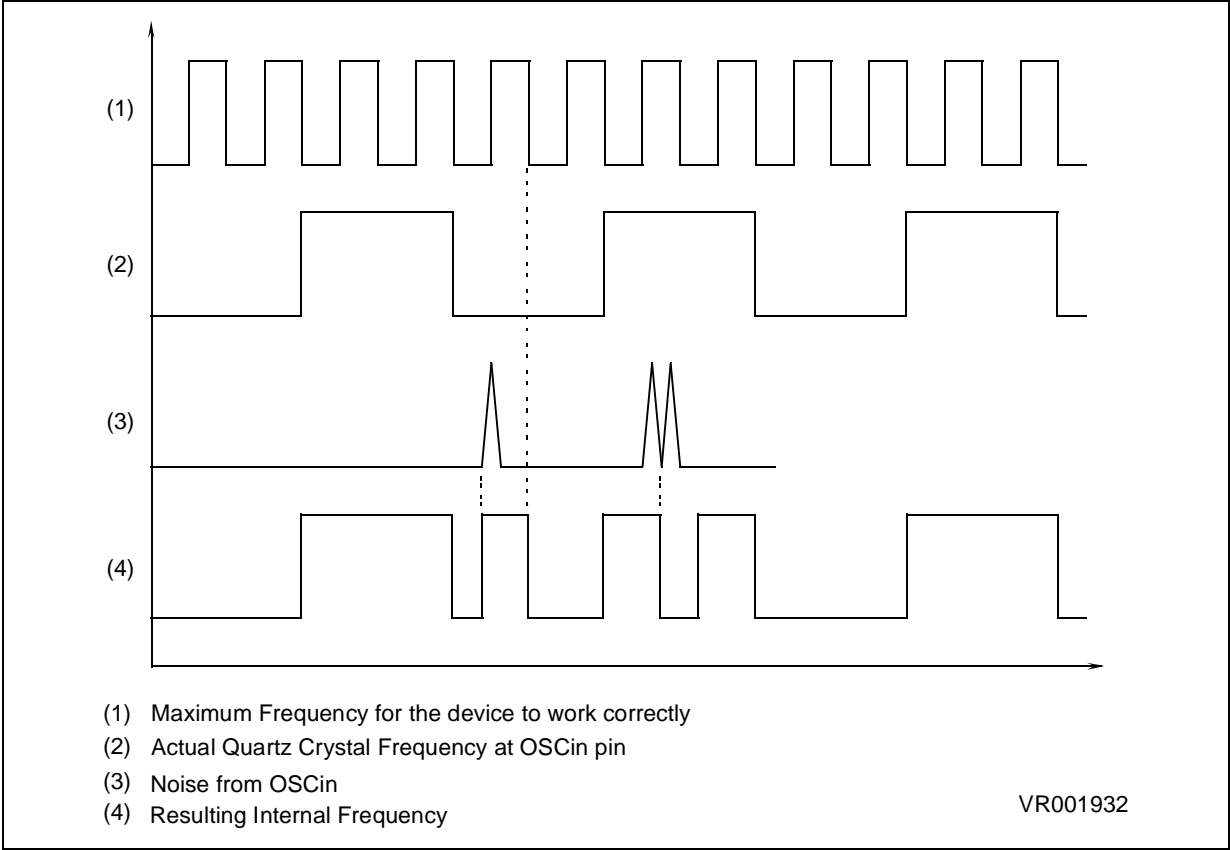 (1)
(2)
(3)
(4)
(1) Maximum Frequency for the device to work correctly
(2) Actual Quartz Crystal Frequency at OSCin pin
(3) Noise from OSCin
(4) Resulting Internal Frequency
VR001932